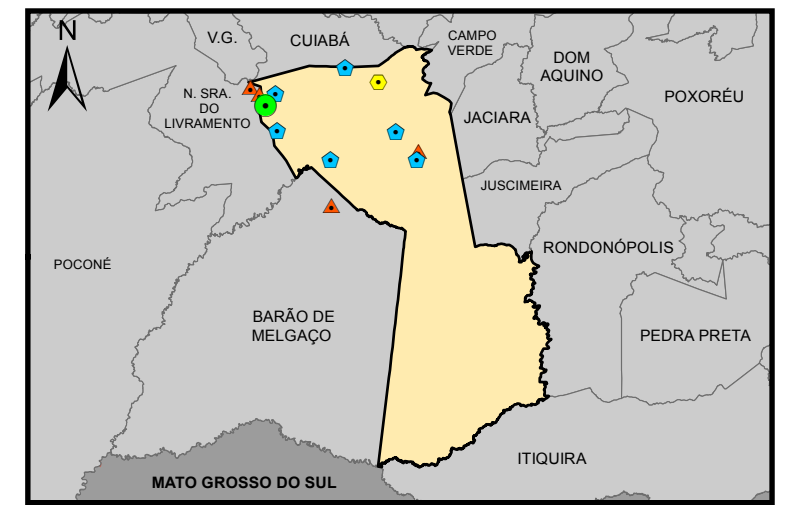 N
V.G.
CUIABÁ
CAMPO
VERDE
DOM
AQUINO
N. SRA.
DO
LIVRAMENTO
JACIARA
POXORÉU
JUSCIMEIRA
RONDONÓPOLIS
POCONÉ
BARÃO DE
MELGAÇO
PEDRA PRETA
ITIQUIRA
MATO GROSSO DO SUL